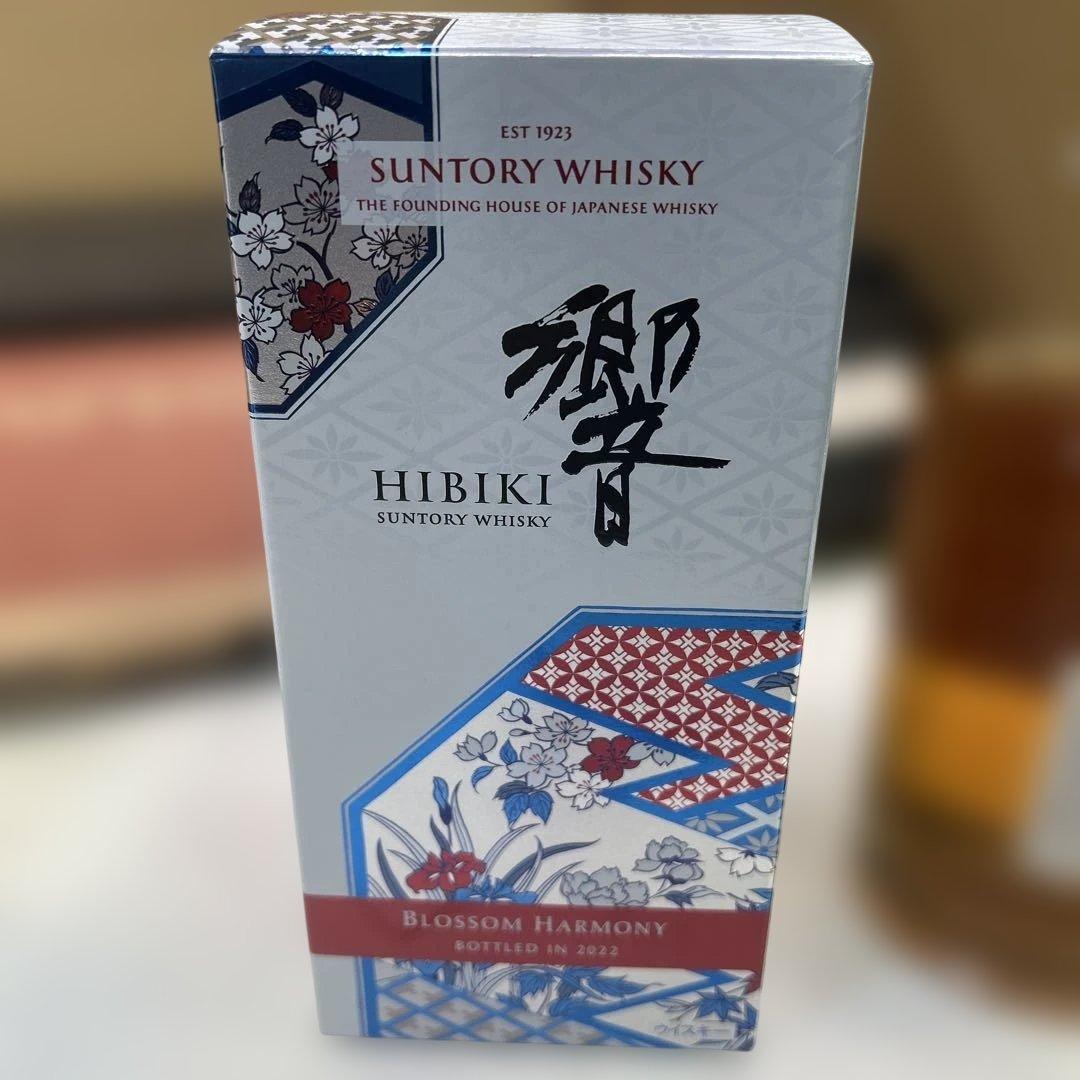 EST 1923
SUNTORY WHISKY
THE FOUNDING HOUSE OF JAPANESE WHISKY
響
HIBIKI
SUNTORY WHISKY
BLOSSOM HARMONY
BOTTLED IN 2022
ウイスキー